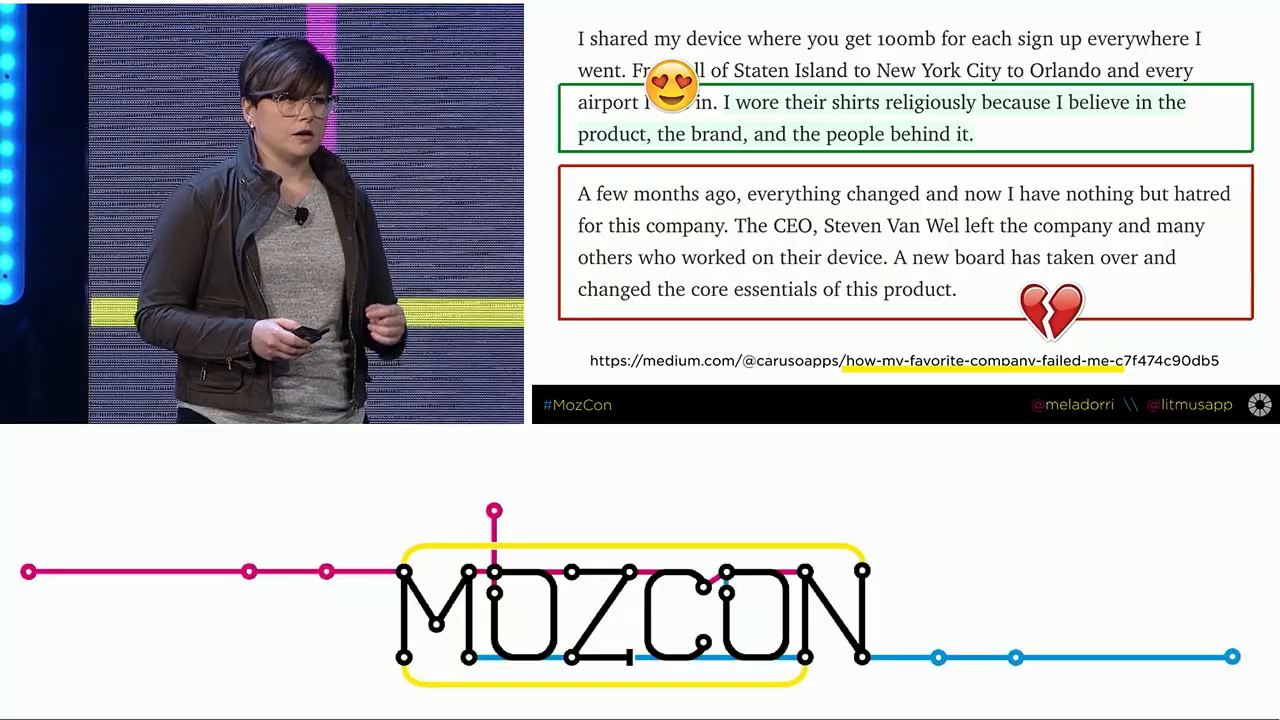 I shared my device where you get 100mb for each sign up everywhere I
went. Fr ll of Staten Island to New York City to Orlando and every
airport in. I wore their shirts religiously because I believe in the
product, the brand, and the people behind it.
A few months ago, everything changed and now I have nothing but hatred
for this company. The CEO, Steven Van Wel left the company and many
others who worked on their device. A new board has taken over and
changed the core essentials of this product.
https://medium.com/@carusoapps/how-my-favorite-company-failed-me-c7f474c90db5
#MozCon @meladorri \\ @litmusapp
MOZCON